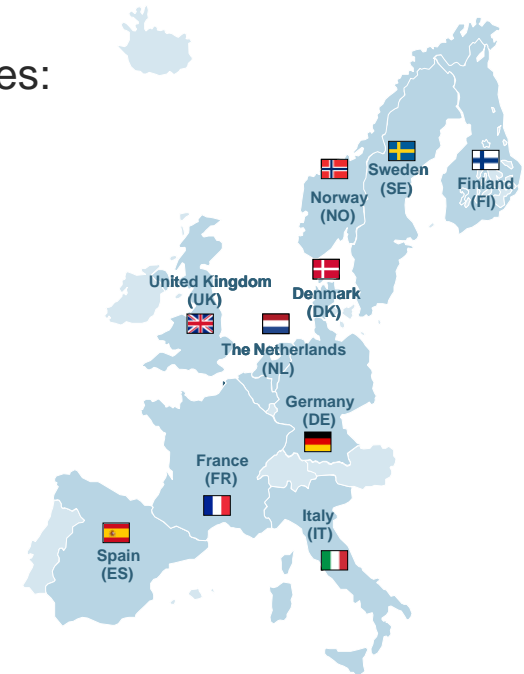 es:
Sweden
(SE)
Finland
(FI)
Norway
(NO)
United Kingdom
(UK)
Denmark
(DK)
The Netherlands
(NL)
Germany
(DE)
France
(FR)
Italy
(IT)
Spain
(ES)